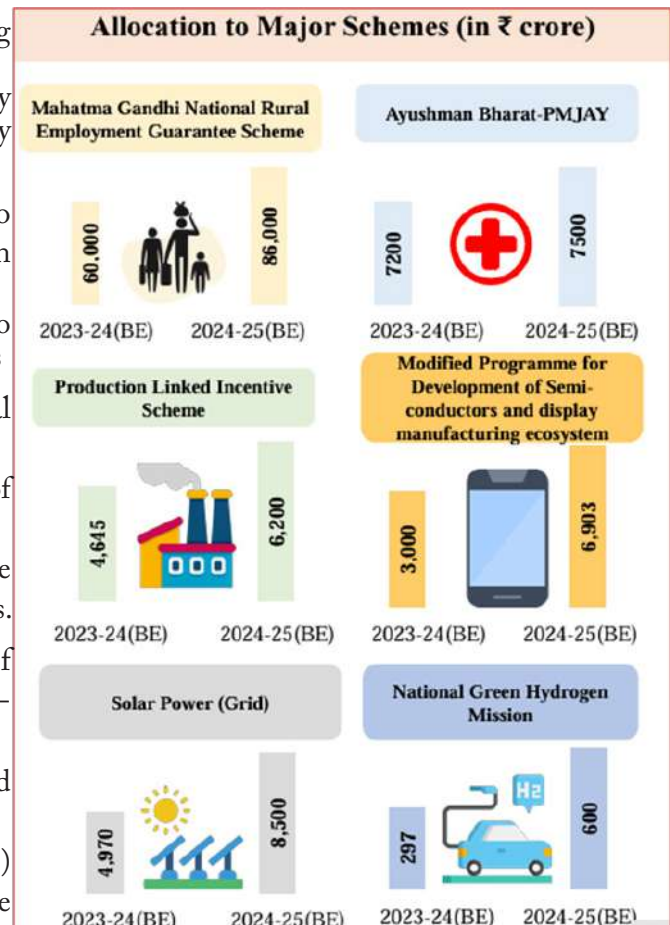 g
y
y
o
n
o
s
al
of
e
s.
f
–
d
)
e
Allocation to Major Schemes (in ₹ crore)
Mahatma Gandhi National Rural
Employment Guarantee Scheme
Ayushman Bharat-PMJAY
60,000
86,000
7200
7500
2023-24(BE)
2024-25(BE)
2023-24(BE)
2024-25(BE)
Production Linked Incentive
Scheme
Modified Programme for
Development of Semi-
conductors and display
manufacturing ecosystem
4,645
6,200
3,000
6,903
2023-24(BE)
2024-25(BE)
2023-24(BE)
2024-25(BE)
Solar Power (Grid)
National Green Hydrogen
Mission
4,970
8,500
297
H2
600
2023-24(BE)
2024-25(BE)
2023-24(BE)
2024-25(BE)